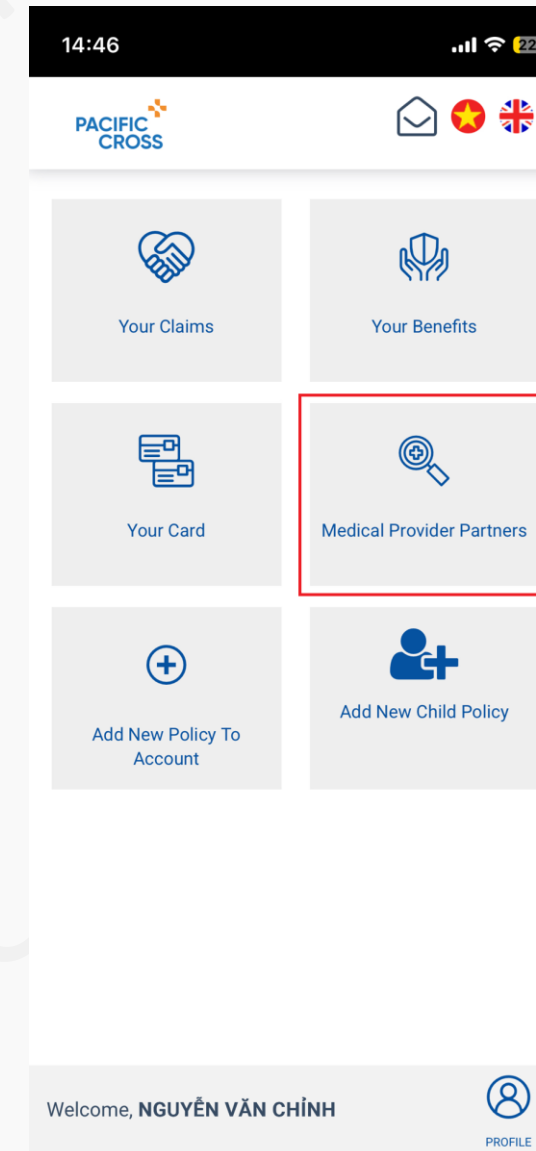 14:46
22
PACIFIC
CROSS
Your Claims
Your Benefits
Your Card
Medical Provider Partners
Add New Policy To
Account
Add New Child Policy
Welcome, NGUYỄN VĂN CHỈNH
PROFILE